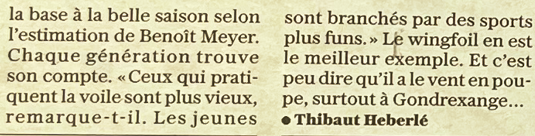 la base à la belle saison selon
l'estimation de Benoît Meyer.
Chaque génération trouve
son compte. « Ceux qui prati-
quent la voile sont plus vieux,
remarque-t-il. Les jeunes
sont branchés par des sports
plus funs. » Le wingfoil en est
le meilleur exemple. Et c'est
peu dire qu'il a le vent en pou-
pe, surtout à Gondrexange...
● Thibaut Heberlé